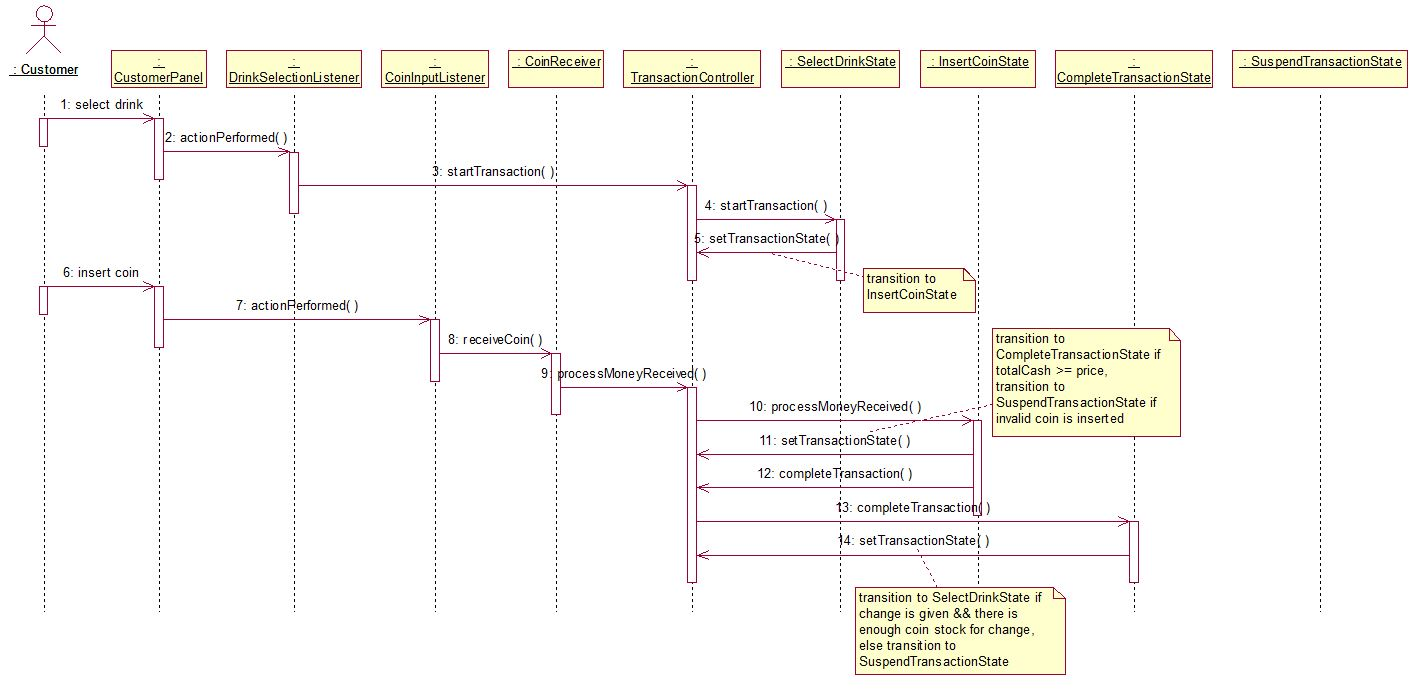 : Customer
:
CustomerPanel
:
DrinkSelectionListener
:
CoinInputListener
: CoinReceiver
:
TransactionController
: SelectDrinkState
: InsertCoinState
:
CompleteTransactionState
: SuspendTransactionState
1: select drink
2: actionPerformed( )
3: startTransaction( )
4: startTransaction( )
5: setTransactionState( )
transition to
InsertCoinState
6: insert coin
7: actionPerformed( )
8: receiveCoin( )
9: processMoneyReceived( )
transition to
CompleteTransactionState if
totalCash >= price,
transition to
SuspendTransactionState if
invalid coin is inserted
10: processMoneyReceived( )
11: setTransactionState( )
12: completeTransaction( )
13: completeTransaction( )
14: setTransactionState( )
transition to SelectDrinkState if
change is given && there is
enough coin stock for change,
else transition to
SuspendTransactionState